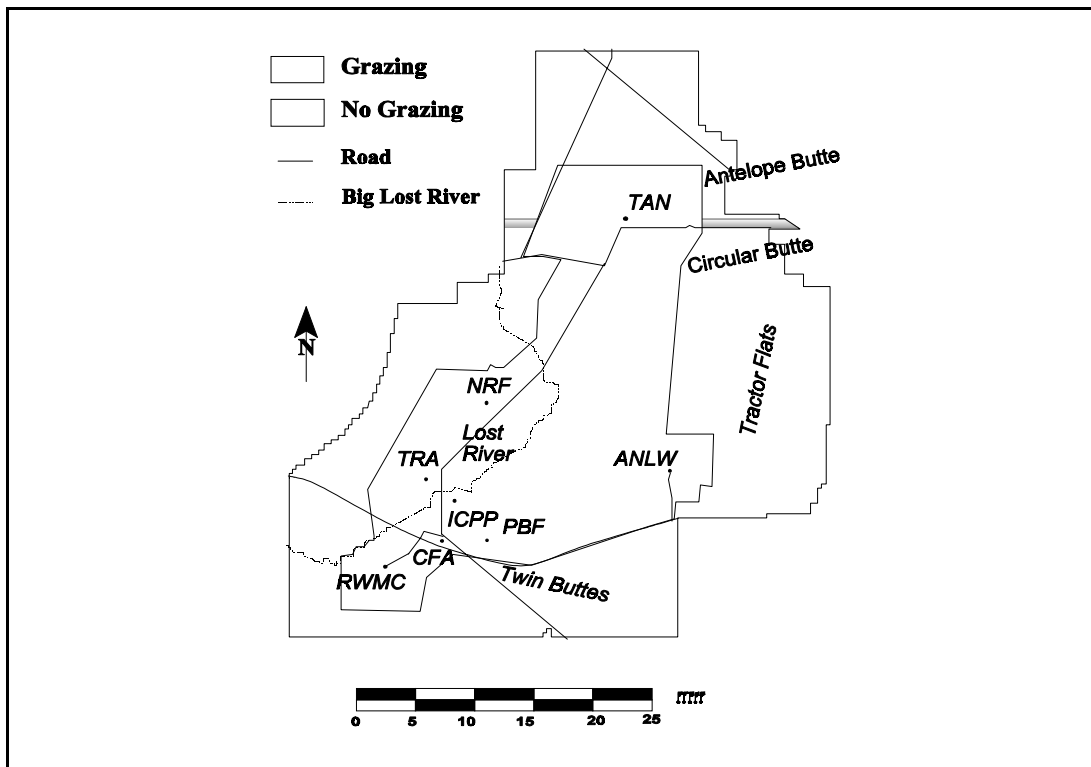 Grazing
No Grazing
Road
Big Lost River
Antelope Butte
TAN
Circular Butte
N
Tractor Flats
NRF
Lost
River
TRA
ANLW
ICPP
PBF
CFA
RWMC
Twin Buttes
0 5 10 15 20 25